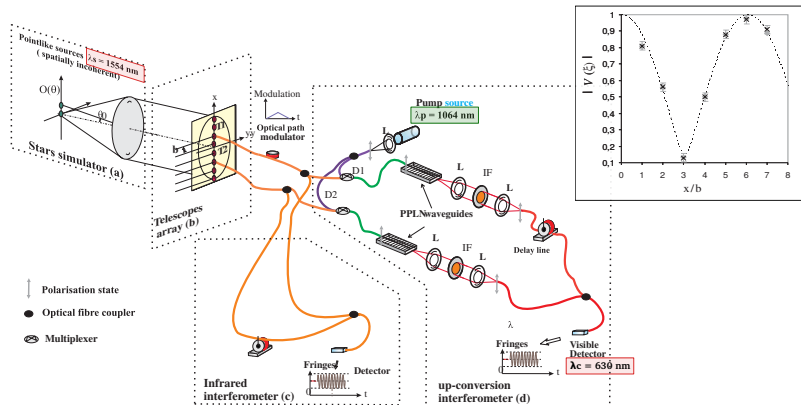 Pointlike sources
( spatially incoherent)
λs = 1554 nm
O(θ)
θ0
Stars simulator (a)
x
b
Telescopes
array (b)
Modulation
t
Optical path
modulator
Pump source
λp = 1064 nm
L
D1
D2
PPLN waveguides
L
IF
L
L
IF
L
Delay line
λ
Fringes
0
t
Visible
Detector
λc = 630 nm
up-conversion
interferometer (d)
Polarisation state
Optical fibre coupler
Multiplexer
Infrared
interferometer (c)
Fringes
0
t
Detector
| V (ξ) |
1
0,9
0,8
0,7
0,6
0,5
0,4
0,3
0,2
0,1
0 1 2 3 4 5 6 7 8
x/b